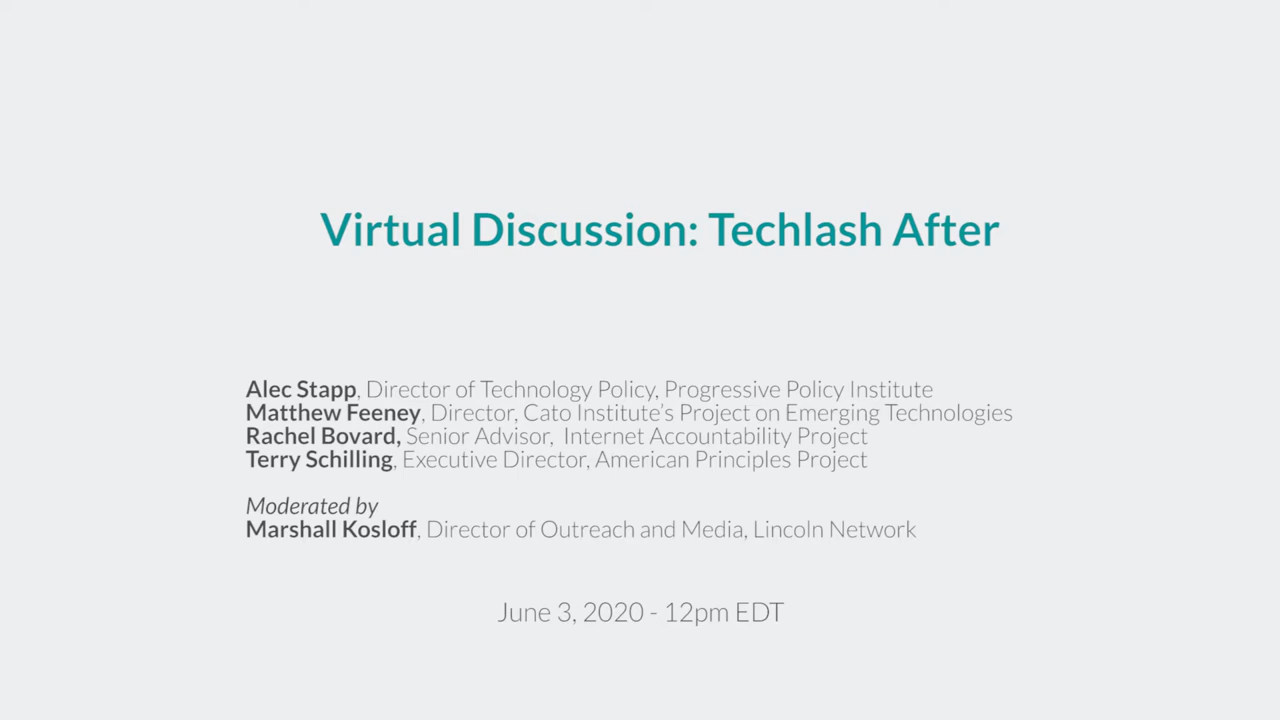 Virtual Discussion: Techlash After
Alec Stapp, Director of Technology Policy, Progressive Policy Institute
Matthew Feeney, Director, Cato Institute's Project on Emerging Technologies
Rachel Bovard, Senior Advisor, Internet Accountability Project
Terry Schilling, Executive Director, American Principles Project
Moderated by
Marshall Kosloff, Director of Outreach and Media, Lincoln Network
June 3, 2020 - 12pm EDT